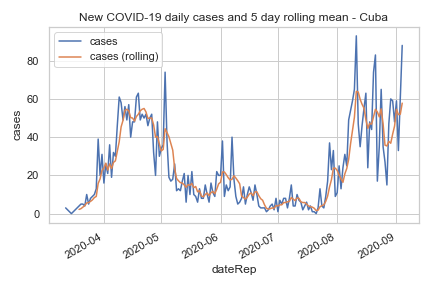 New COVID-19 daily cases and 5 day rolling mean - Cuba
cases
cases (rolling)
80
60
40
20
0
cases
2020-04
2020-05
2020-06
2020-07
2020-08
2020-09
dateRep